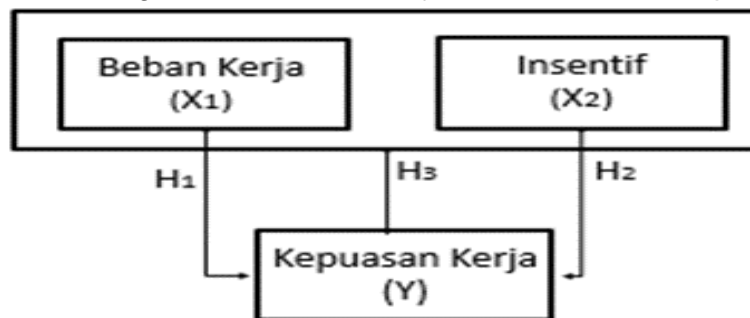 Beban Kerja
(X1)
Insentif
(X2)
H1
H3
H2
Kepuasan Kerja
(Y)